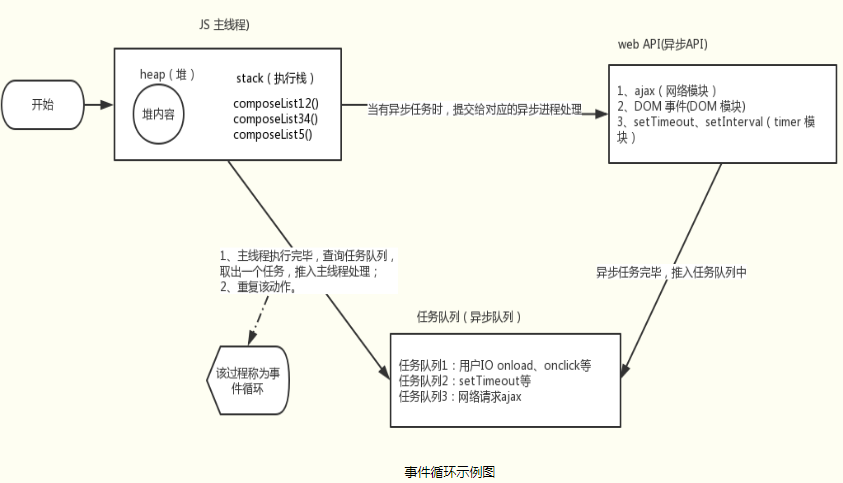 JS 主线程)
web API(异步API)
开始
heap（堆）
堆内容
stack（执行栈）
composeList12()
composeList34()
composeList5()
当有异步任务时，提交给对应的异步进程处理
1、ajax（网络模块）
2、DOM 事件(DOM 模块)
3、setTimeout、setInterval（timer 模
块）
1、主线程执行完毕，查询任务队列，
取出一个任务，推入主线程处理；
2、重复该动作。
异步任务完毕，推入任务队列中
该过程称为事
件循环
任务队列（异步队列）
任务队列1：用户IO onload、onclick等
任务队列2：setTimeout等
任务队列3：网络请求ajax
事件循环示例图